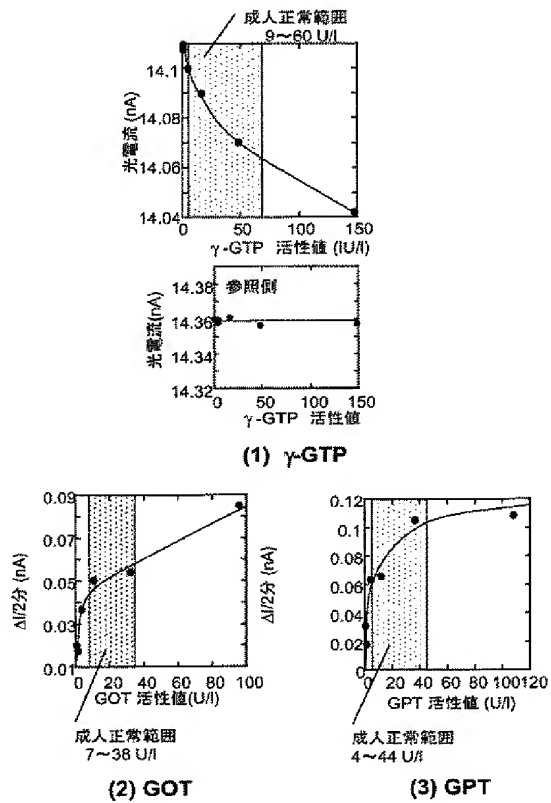 成人正常範囲
9〜60 U/l
光電流 (nA)
14.1
14.08
14.06
14.04
0
50
100
150
γ-GTP 活性値 (IU/l)
参照側
光電流(nA)
14.38
14.36
14.34
14.32
0
50
100
150
γ-GTP 活性値
(1) γ-GTP
ΔI/2分 (nA)
0.09
0.07
0.05
0.03
0.01
0
20
40
60
80
100
GOT 活性値(U/l)
成人正常範囲
7〜38 U/l
(2) GOT
ΔI/2分 (nA)
0.12
0.1
0.08
0.06
0.04
0.02
0
20
40
60
80
100
120
GPT 活性値 (U/l)
成人正常範囲
4〜44 U/l
(3) GPT